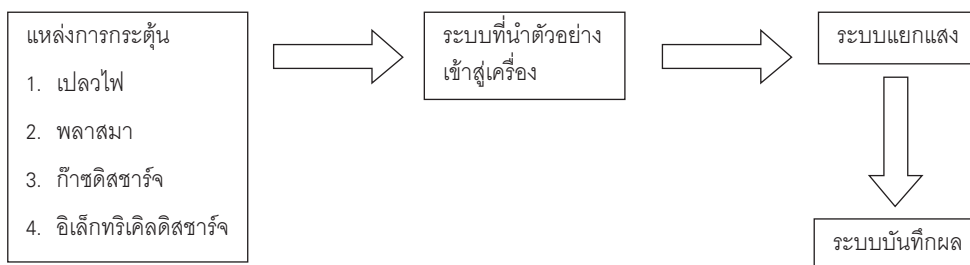 แหล่งการกระตุ้น
1. เปลวไฟ
2. พลาสมา
3. ก๊าซดิสชาร์จ
4. อิเล็กทริเคิลดิสชาร์จ
ระบบที่นำตัวอย่าง
เข้าสู่เครื่อง
ระบบแยกแสง
ระบบบันทึกผล